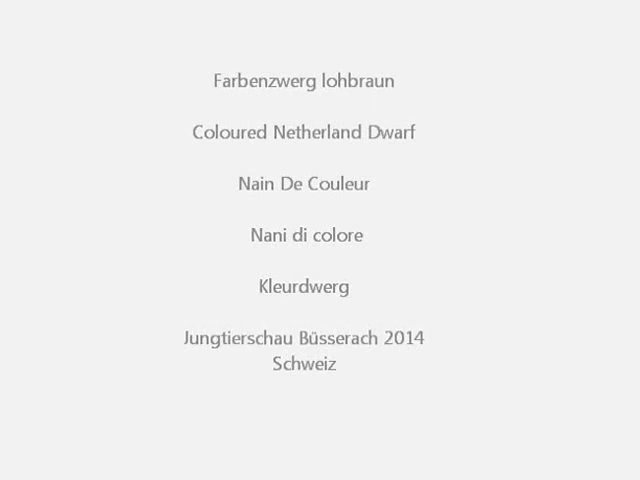 Farbenzwerg lohbraun
Coloured Netherland Dwarf
Nain De Couleur
Nani di colore
Kleurdwerg
Jungtierschau Büsserach 2014
Schweiz